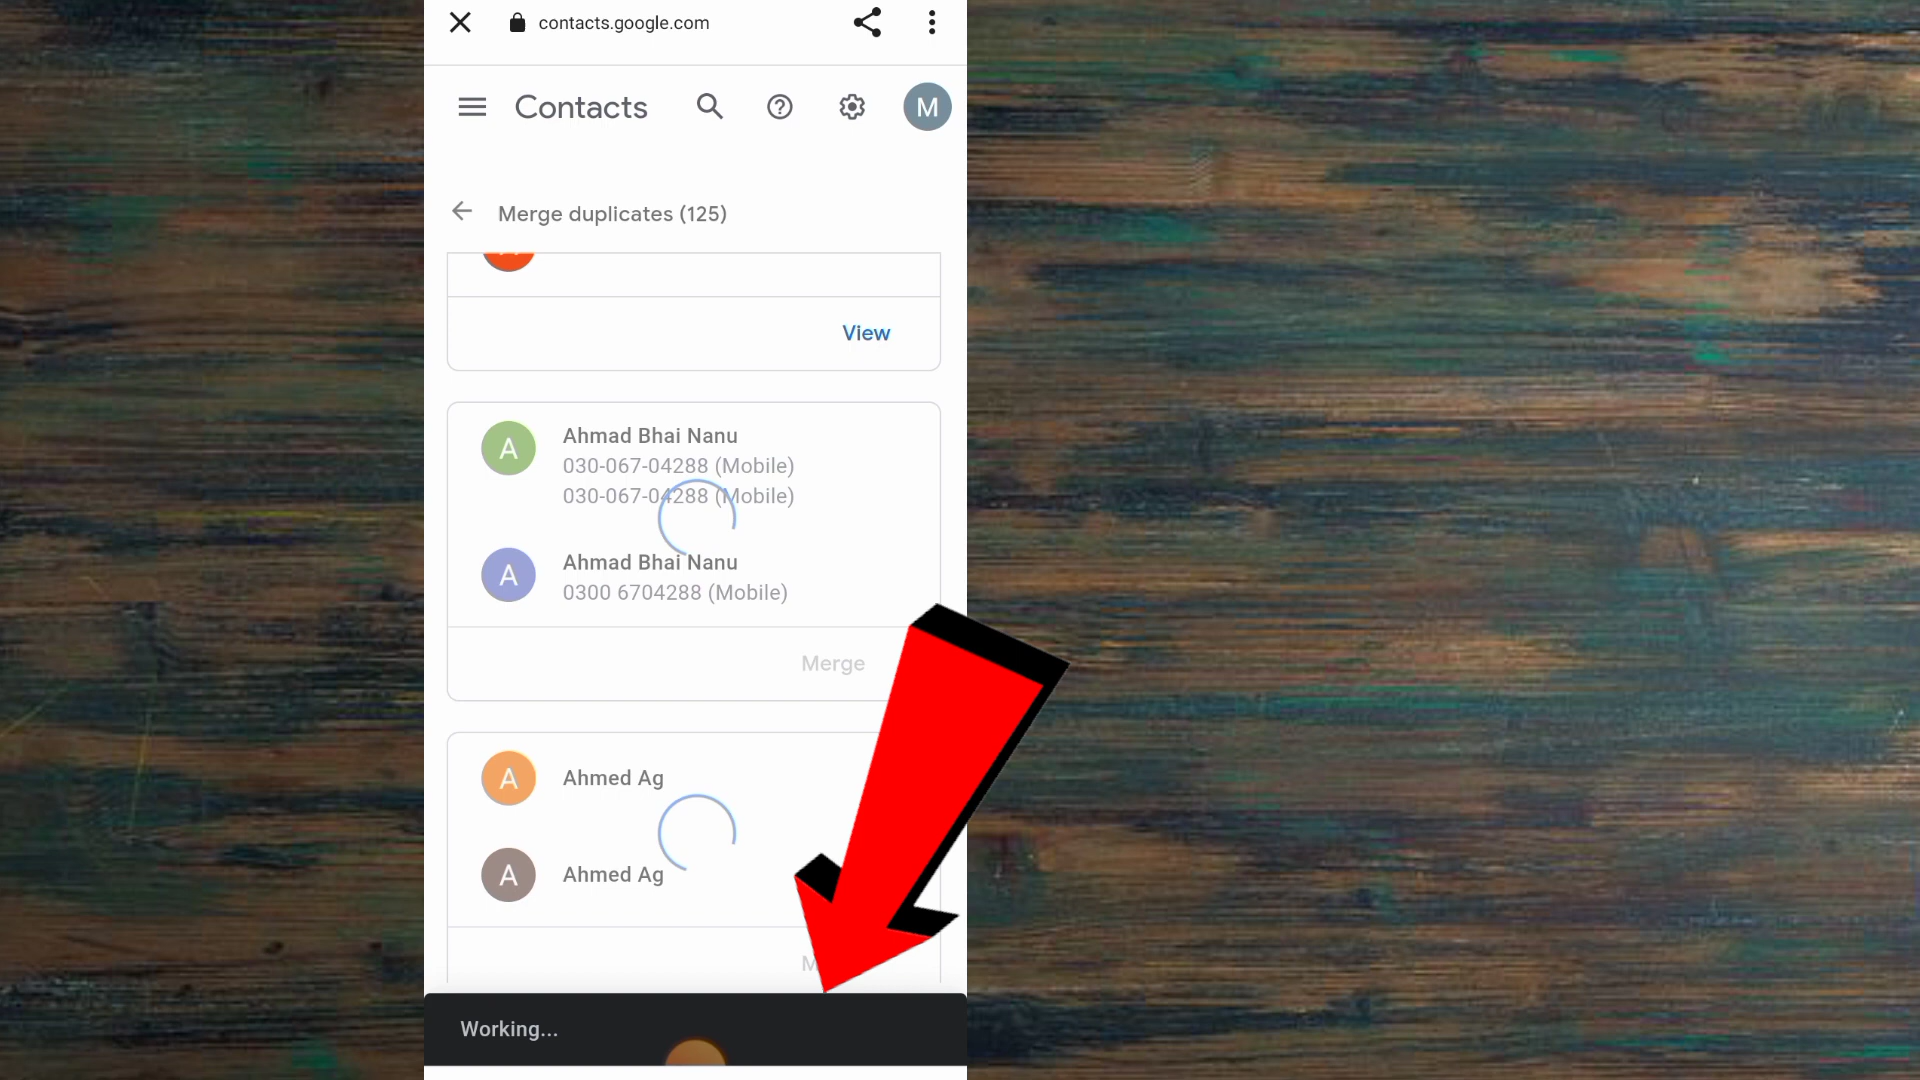 contacts.google.com
Contacts
M
Merge duplicates (125)
View
A
Ahmad Bhai Nanu
030-067-04288 (Mobile)
030-067-04288 (Mobile)
A
Ahmad Bhai Nanu
0300 6704288 (Mobile)
Merge
A
Ahmed Ag
A
Ahmed Ag
M
Working...